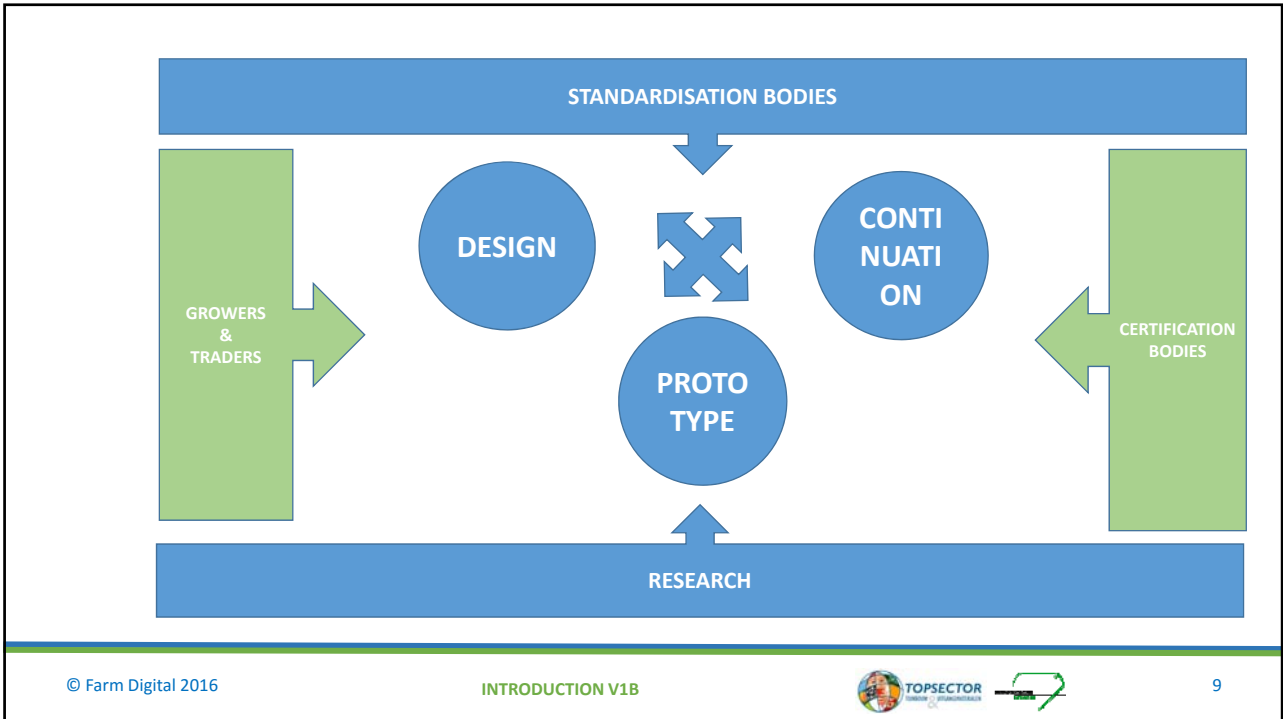 STANDARDISATION BODIES
DESIGN
CONTI
NUATI
ON
GROWERS
&
TRADERS
CERTIFICATION
BODIES
PROTO
TYPE
RESEARCH
© Farm Digital 2016
INTRODUCTION V1B
TOPSECTOR
9